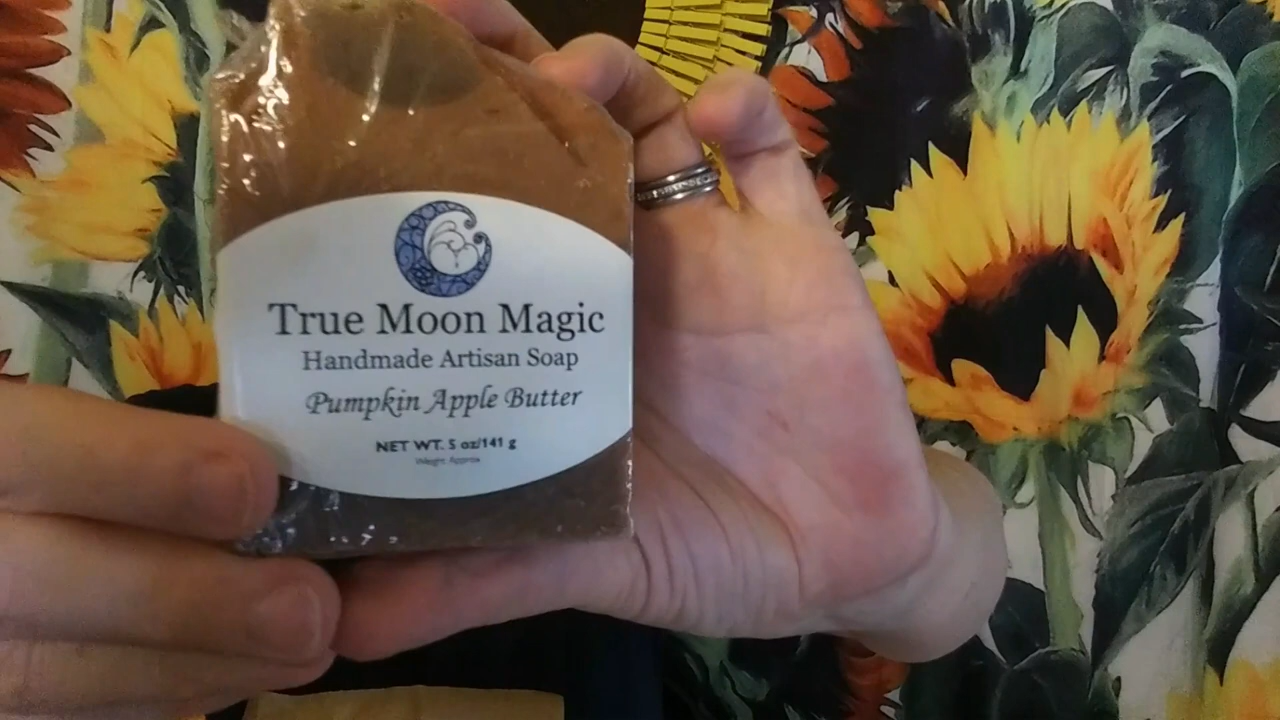 True Moon Magic
Handmade Artisan Soap
Pumpkin Apple Butter
NET WT. 5 oz/141 g
Weight Approx